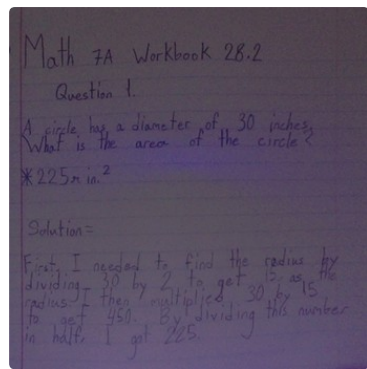 Math 7A Workbook 28.2
Question 1.
A circle has a diameter of 30 inches.
What is the area of the circle?
*225π in.²
Solution=
First, I needed to find the radius by
dividing 30 by 2 to get 15 as the
radius. I then multiplied 30 by 15
to get 450. By dividing this number
in half, I got 225.